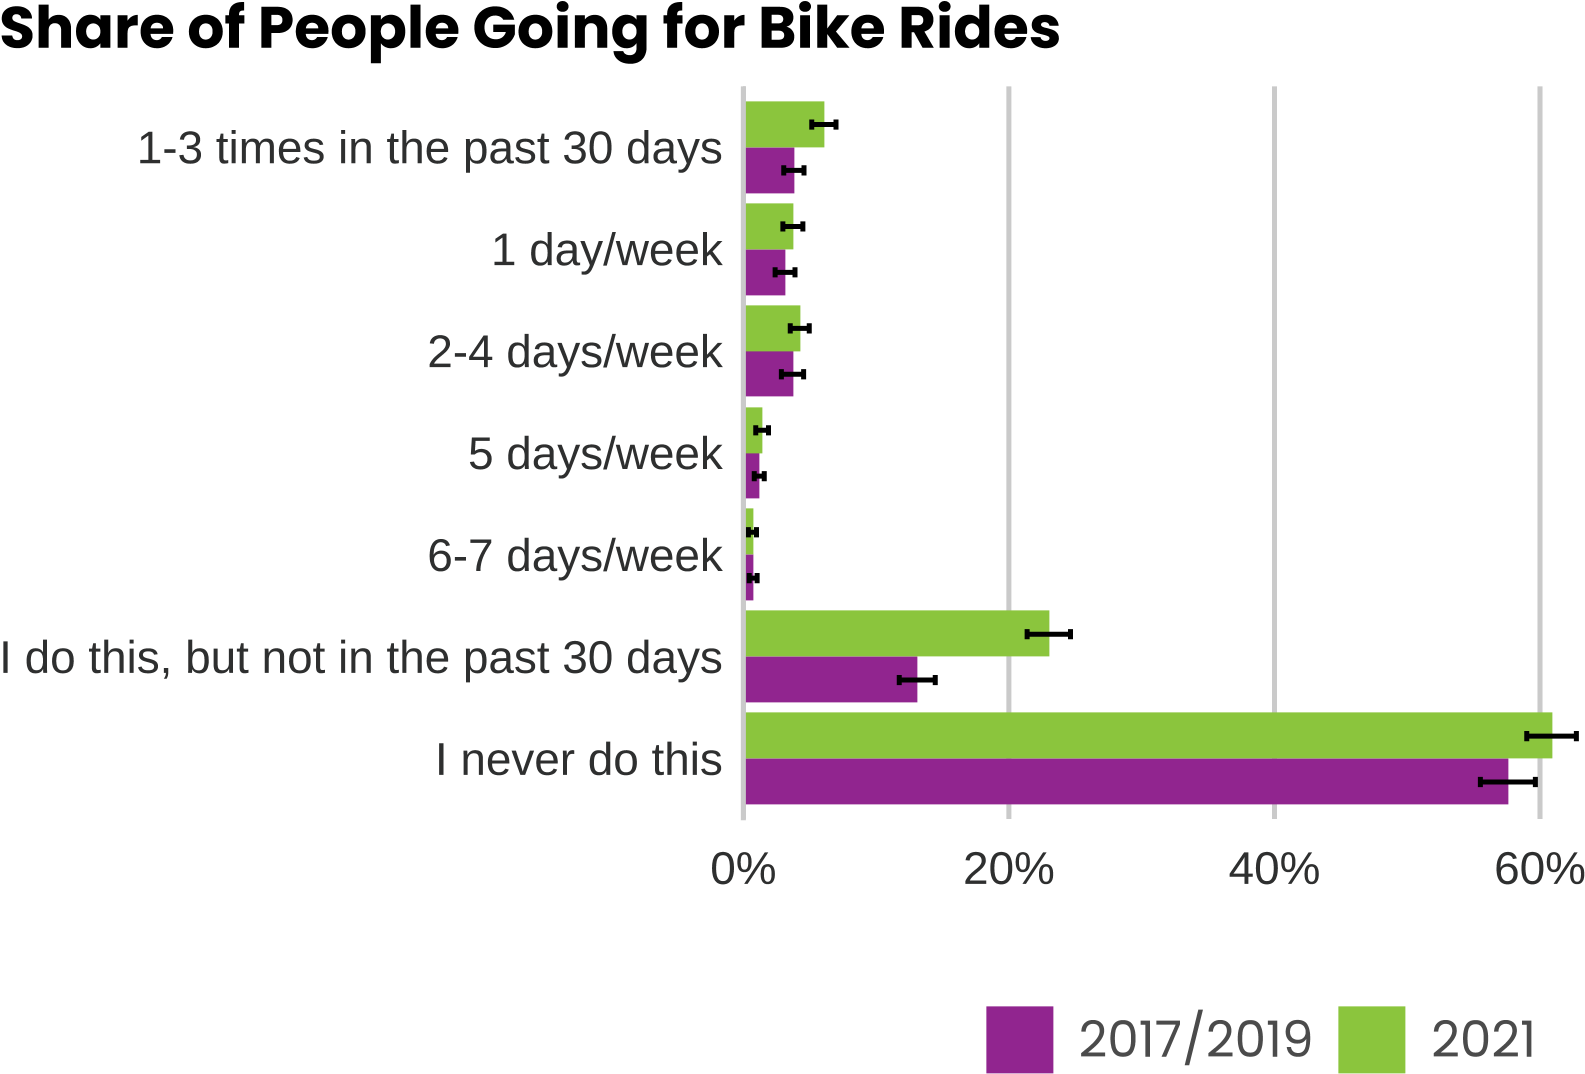 Share of People Going for Bike Rides
1-3 times in the past 30 days
1 day/week
2-4 days/week
5 days/week
6-7 days/week
I do this, but not in the past 30 days
I never do this
0% 20% 40% 60%
2017/2019 2021